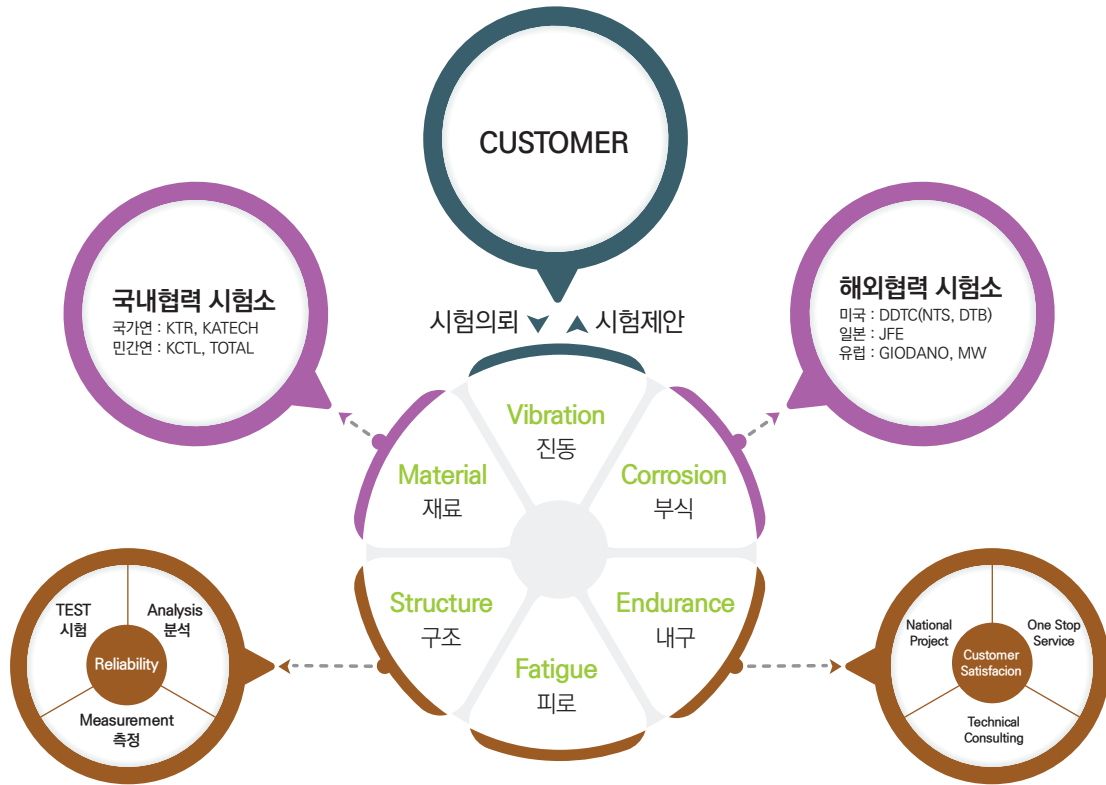 CUSTOMER
국내협력 시험소
국가연 : KTR, KATECH
민간연 : KCTL, TOTAL
해외협력 시험소
미국 : DDTC(NTS, DTB)
일본 : JFE
유럽 : GIODANO, MW
시험의뢰
시험제안
Vibration
진동
Material
재료
Corrosion
부식
Structure
구조
Endurance
내구
Fatigue
피로
TEST
시험
Analysis
분석
Reliability
Measurement
측정
National
Project
One Stop
Service
Customer
Satisfacion
Technical
Consulting